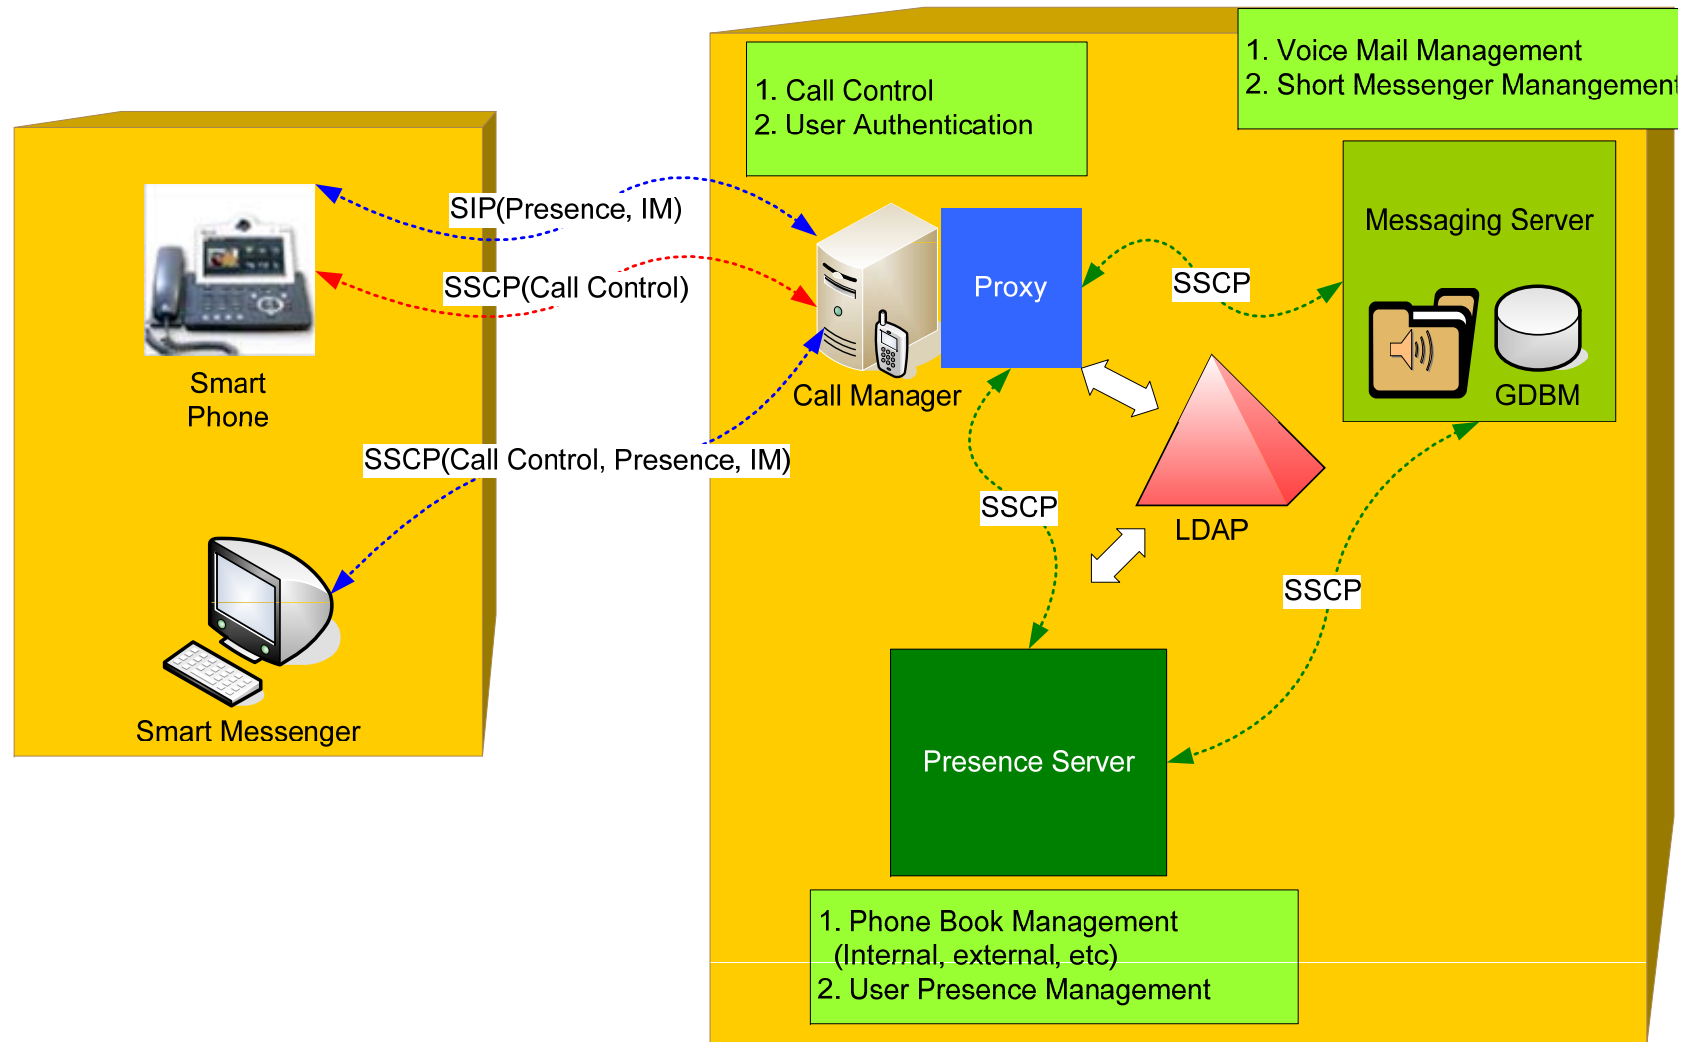 1. Voice Mail Management
2. Short Messenger Manangement
1. Call Control
2. User Authentication
SIP(Presence, IM)
Messaging Server
SSCP(Call Control)
Proxy
SSCP
Smart
Phone
Call Manager
GDBM
SSCP(Call Control, Presence, IM)
SSCP
LDAP
SSCP
Smart Messenger
Presence Server
1. Phone Book Management
(Internal, external, etc)
2. User Presence Management